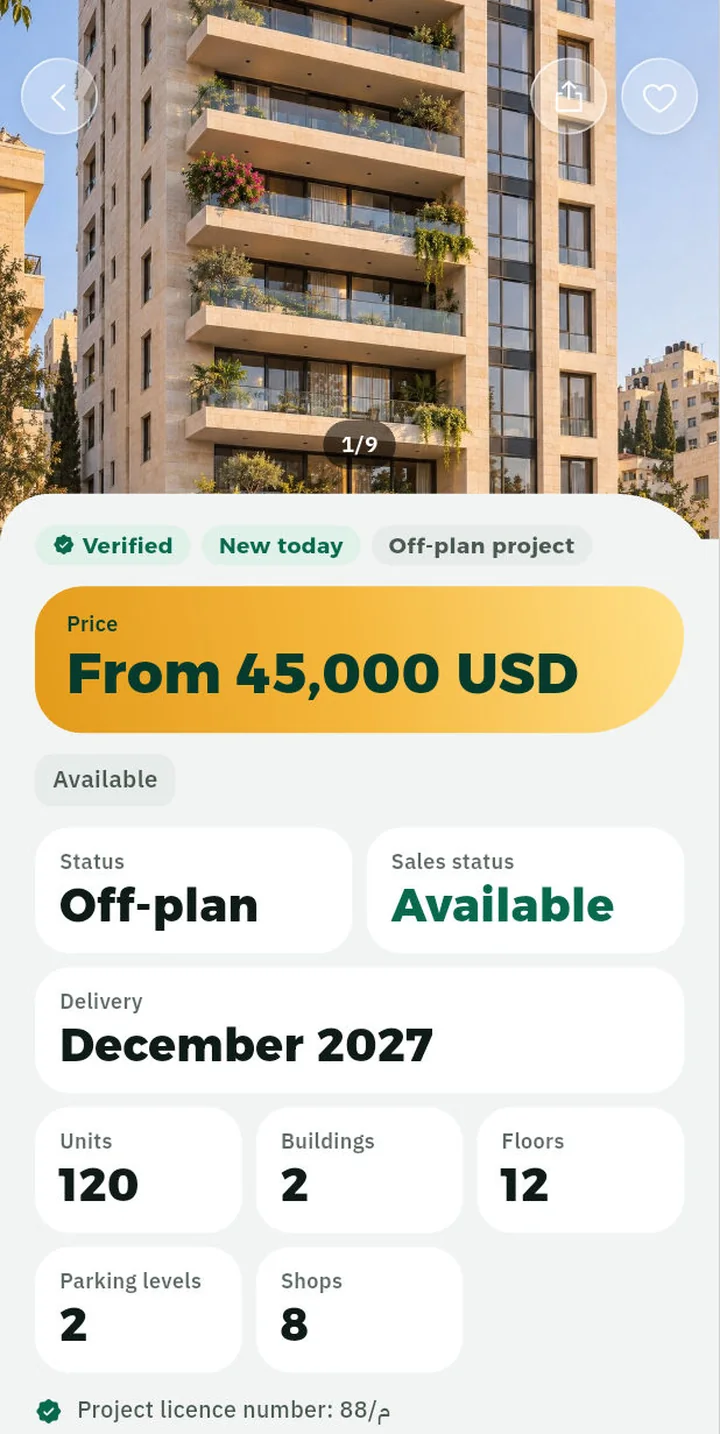 1/9
Verified
New today
Off-plan project
Price
From 45,000 USD
Available
Status
Off-plan
Sales status
Available
Delivery
December 2027
Units
120
Buildings
2
Floors
12
Parking levels
2
Shops
8
Project licence number: 88/م